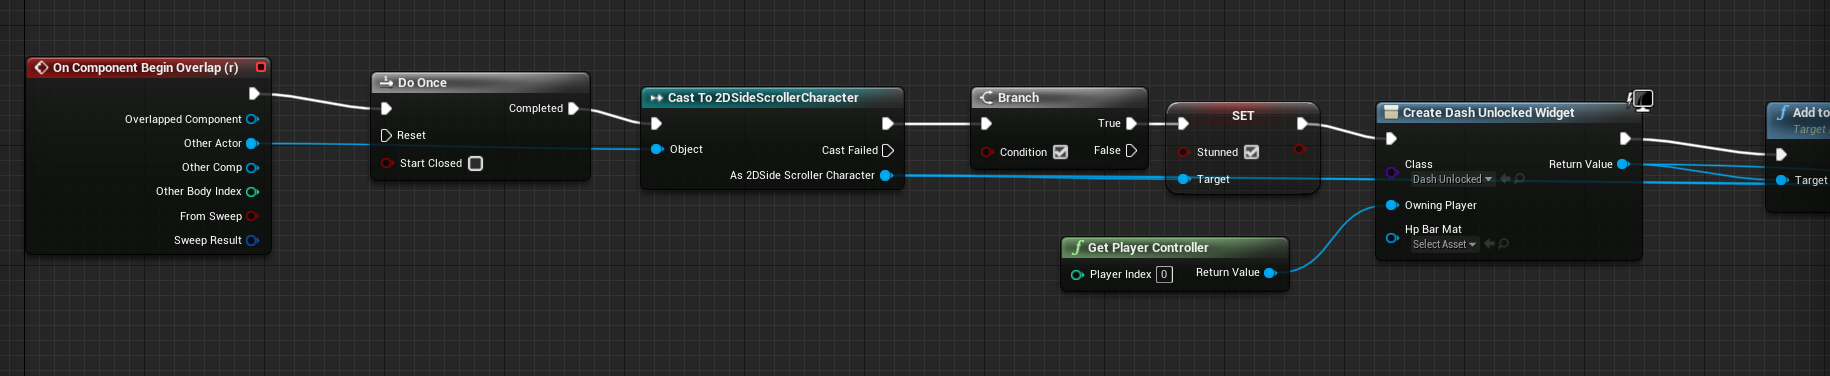 On Component Begin Overlap (r)
Overlapped Component
Other Actor
Other Comp
Other Body Index
From Sweep
Sweep Result
Do Once
Completed
Reset
Start Closed
Cast To 2DSideScrollerCharacter
Object
Cast Failed
As 2DSide Scroller Character
Branch
True
Condition
False
SET
Stunned
Target
Get Player Controller
Player Index 0
Return Value
Create Dash Unlocked Widget
Class
Dash Unlocked
Return Value
Owning Player
Hp Bar Mat
Select Asset
Add to
Target
Target